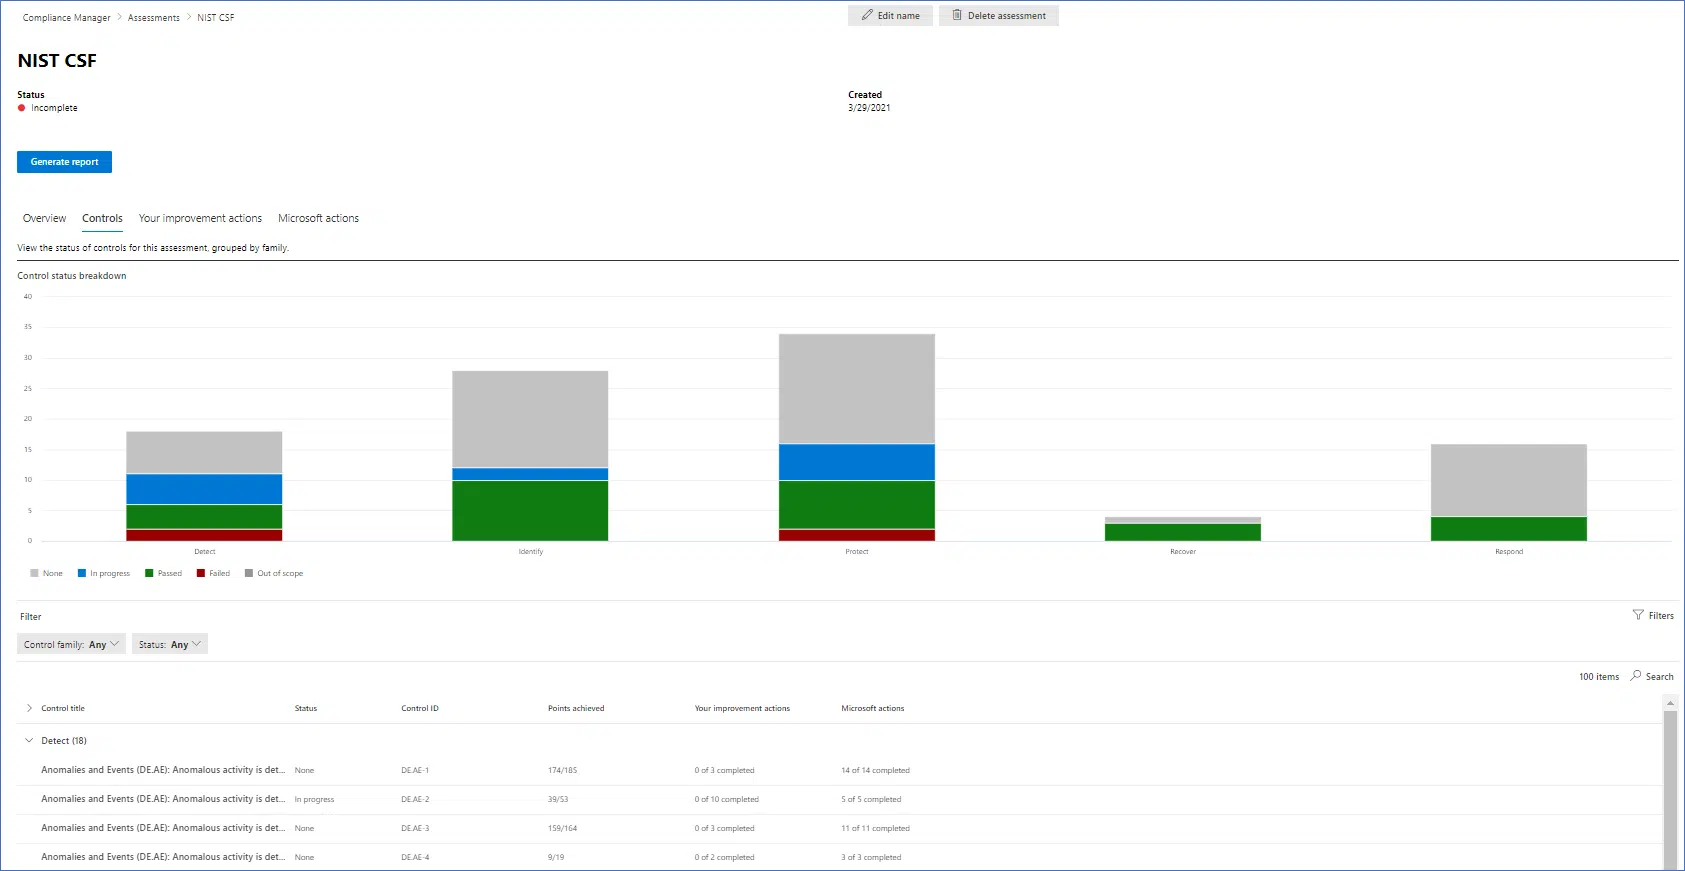 Compliance Manager > Assessments > NIST CSF
Edit name
Delete assessment
NIST CSF
Status
Created
Incomplete
3/29/2021
Generate report
Overview Controls Your improvement actions Microsoft actions
View the status of controls for this assessment, grouped by family.
Control status breakdown
40
35
30
25
20
15
10
5
0
Detect Identify Protect Recover Respond
None In progress Passed Failed Out of scope
Filter
Filters
Control family: Any Status: Any
100 items Search
Control title Status Control ID Points achieved Your improvement actions Microsoft actions
Detect (18)
Anomalies and Events (DE.AE): Anomalous activity is det... None DE.AE-1 174/185 0 of 3 completed 14 of 14 completed
Anomalies and Events (DE.AE): Anomalous activity is det... In progress DE.AE-2 39/53 0 of 10 completed 5 of 5 completed
Anomalies and Events (DE.AE): Anomalous activity is det... None DE.AE-3 159/164 0 of 3 completed 11 of 11 completed
Anomalies and Events (DE.AE): Anomalous activity is det... None DE.AE-4 9/19 0 of 2 completed 3 of 3 completed